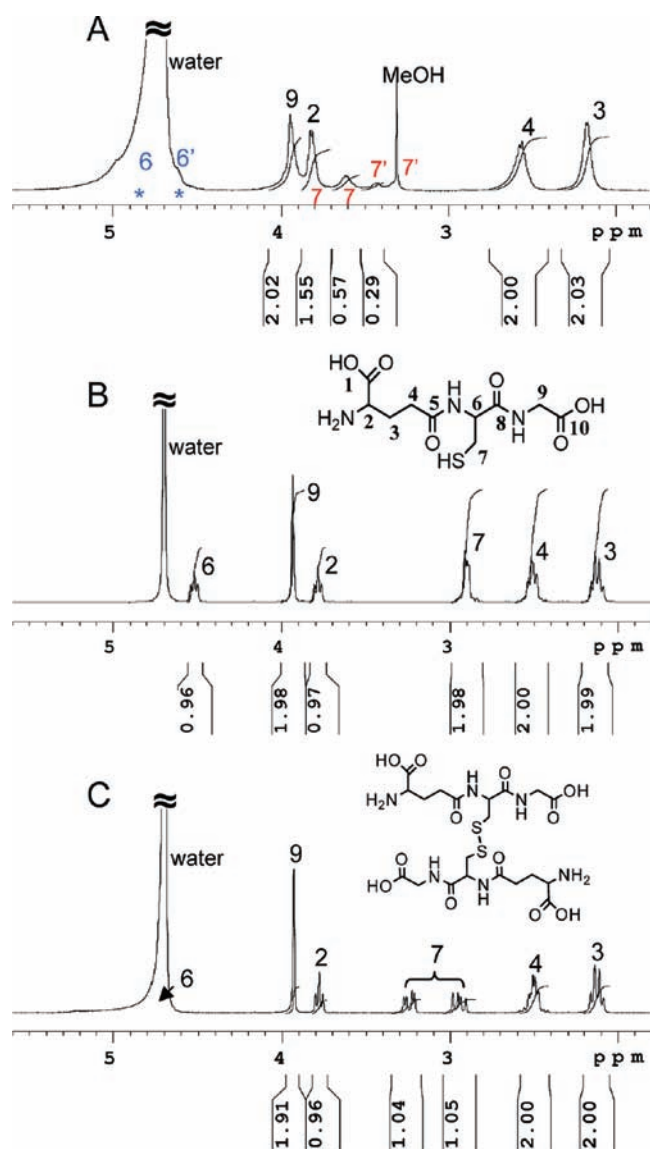 A
≈
water
9
2
MeOH
4
3
6
6'
7'
7'
7
7
*
*
5
4
3
ppm
2.02
1.55
0.57
0.29
2.00
2.03
B
≈
water
HO
O
1
2
3
4
5
H
N
6
O
8
N
H
9
OH
10
O
H₂N
O
HS
7
6
9
2
7
4
3
5
4
3
ppm
0.96
1.98
0.97
1.98
2.00
1.99
C
≈
water
HO
O
H₂N
O
H
N
O
N
H
OH
O
S
S
O
HO
H
N
O
N
H
O
NH₂
O
OH
6
9
2
7
4
3
5
4
3
ppm
1.91
0.96
1.04
1.05
2.00
2.00